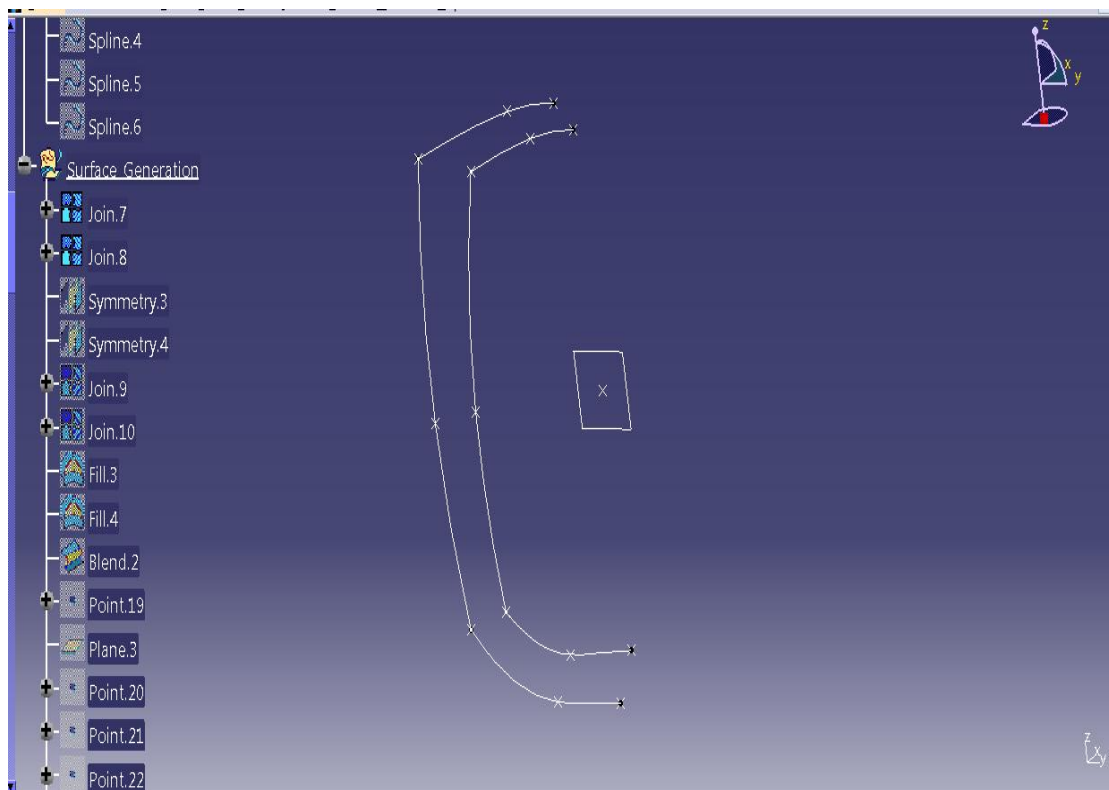 Spline.4
Spline.5
Spline.6
Surface Generation
Join.7
Join.8
Symmetry.3
Symmetry.4
Join.9
Join.10
Fill.3
Fill.4
Blend.2
Point.19
Plane.3
Point.20
Point.21
Point.22
z
x
y
z
x
y